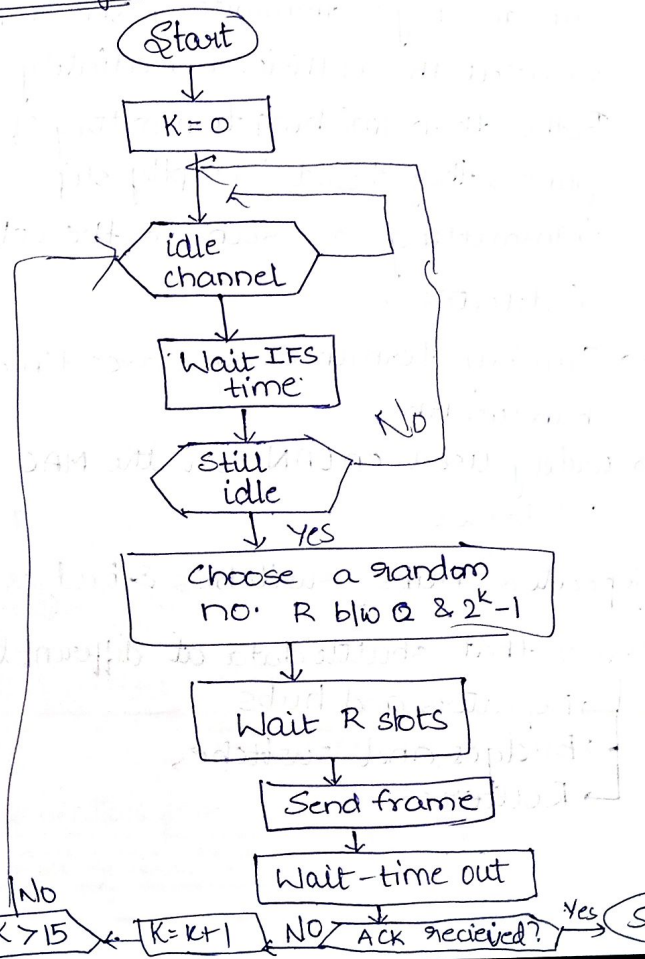 Start
K = 0
idle
channel
Wait IFS
time
No
Still
idle
Yes
Choose a random
no. R b/w 0 & 2^k-1
Wait R slots
Send frame
Wait-time out
ACK recieved?
Yes
S
NO
K = K+1
K > 15
NO